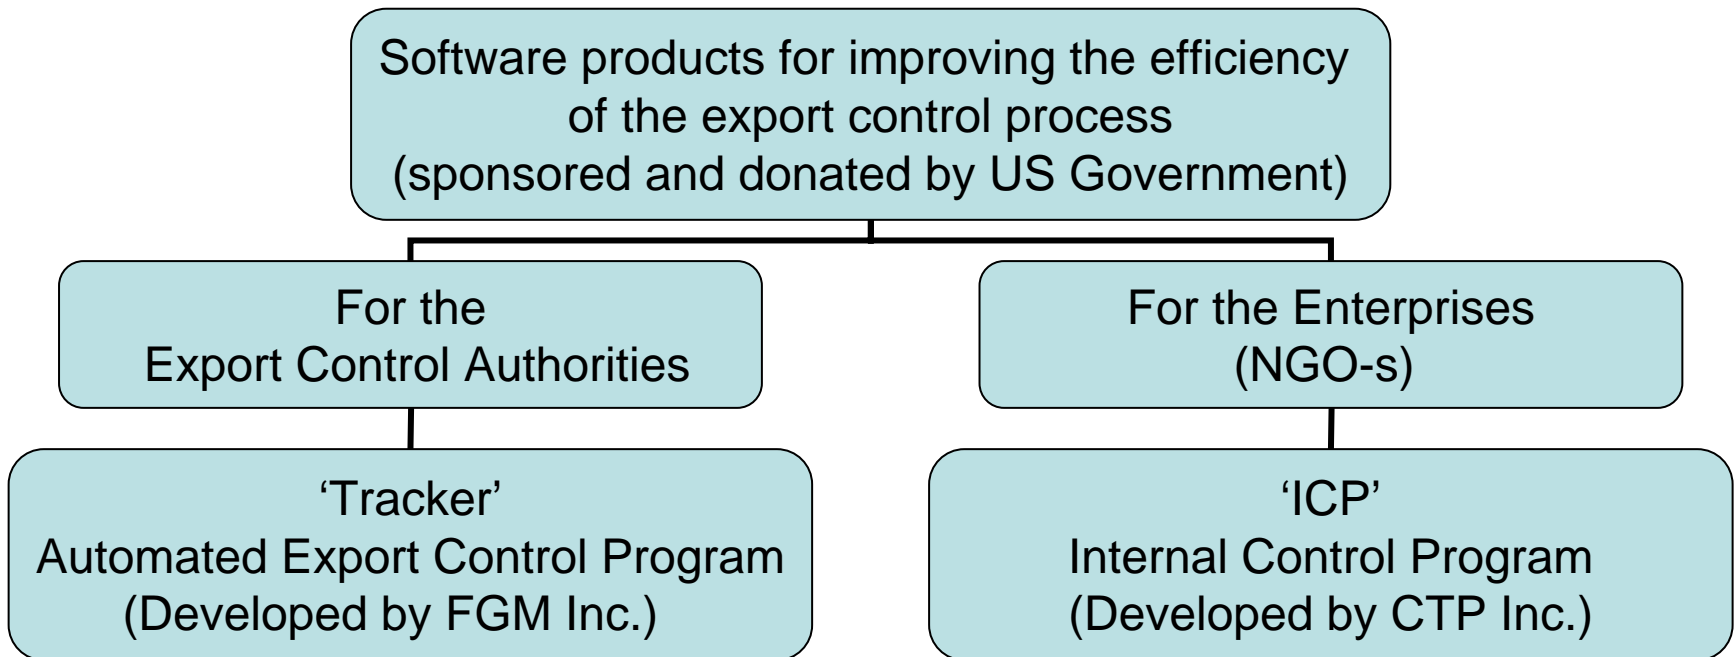 Software products for improving the efficiency
of the export control process
(sponsored and donated by US Government)
For the
Export Control Authorities
For the Enterprises
(NGO-s)
‘Tracker’
Automated Export Control Program
(Developed by FGM Inc.)
‘ICP’
Internal Control Program
(Developed by CTP Inc.)